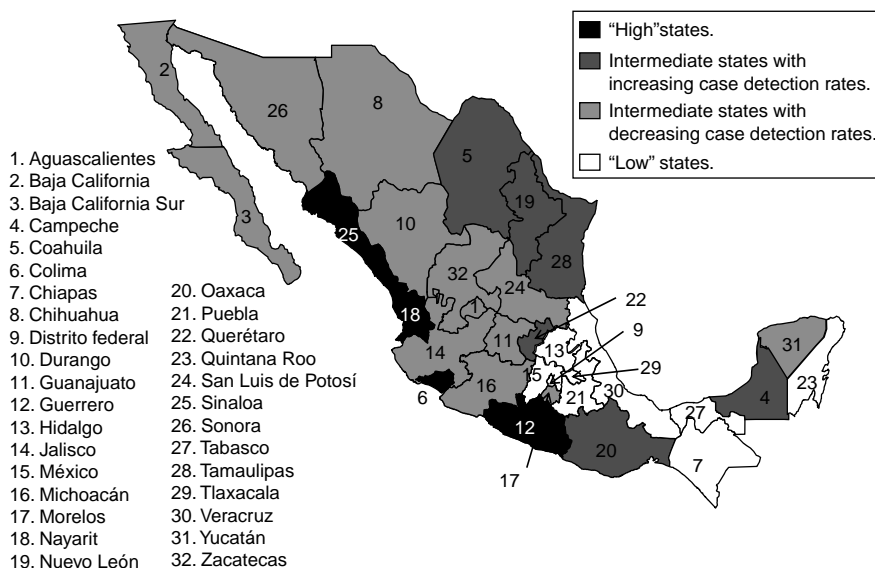 "High"states.
Intermediate states with
increasing case detection rates.
Intermediate states with
decreasing case detection rates.
"Low" states.
1. Aguascalientes
2. Baja California
3. Baja California Sur
4. Campeche
5. Coahuila
6. Colima
7. Chiapas
8. Chihuahua
9. Distrito federal
10. Durango
11. Guanajuato
12. Guerrero
13. Hidalgo
14. Jalisco
15. México
16. Michoacán
17. Morelos
18. Nayarit
19. Nuevo León
20. Oaxaca
21. Puebla
22. Querétaro
23. Quintana Roo
24. San Luis de Potosí
25. Sinaloa
26. Sonora
27. Tabasco
28. Tamaulipas
29. Tlaxacala
30. Veracruz
31. Yucatán
32. Zacatecas
2
26
8
5
3
25
10
19
28
32
24
18
1
22
14
11
13
9
31
16
15
29
6
21
30
27
4
23
12
20
7
17